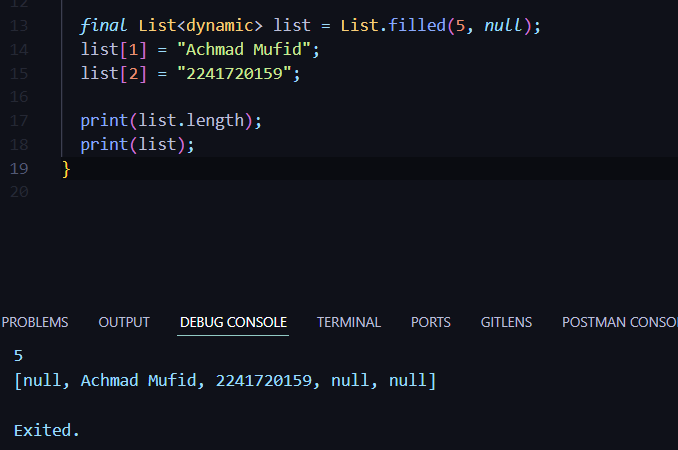 12
13 final List<dynamic> list = List.filled(5, null);
14 list[1] = "Achmad Mufid";
15 list[2] = "2241720159";
16
17 print(list.length);
18 print(list);
19 }
20
PROBLEMS OUTPUT DEBUG CONSOLE TERMINAL PORTS GITLENS POSTMAN CONSO
5
[null, Achmad Mufid, 2241720159, null, null]
Exited.